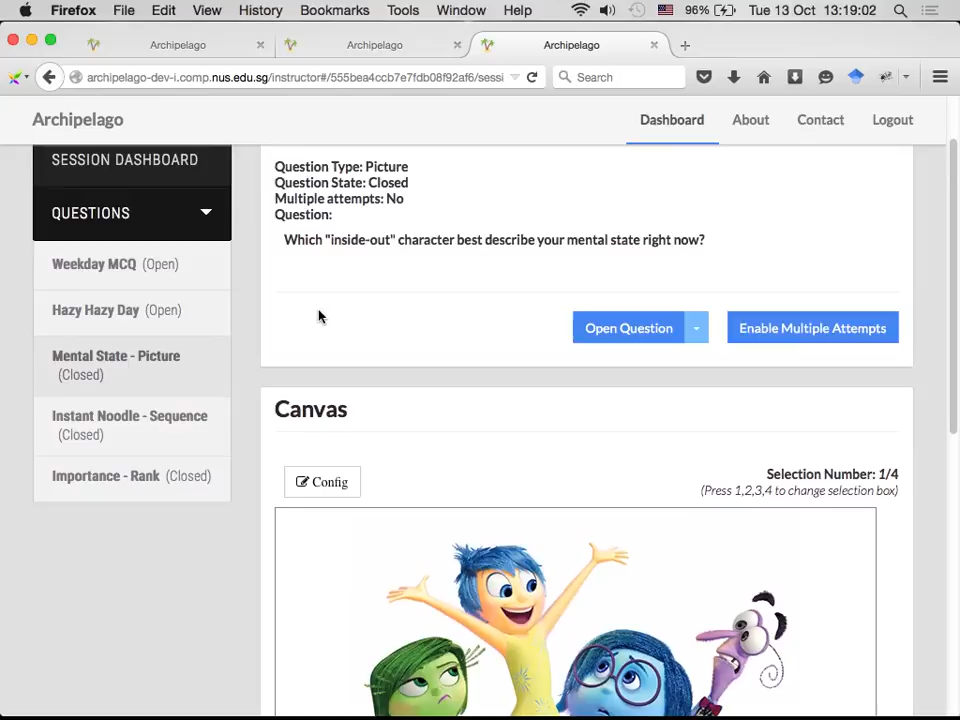 Firefox File Edit View History Bookmarks Tools Window Help 96% Tue 13 Oct 13:19:02
Archipelago Archipelago Archipelago
archipelago-dev-i.comp.nus.edu.sg/instructor#/555bea4ccb7e7fdb08f92af6/sessi Search
Archipelago Dashboard About Contact Logout
SESSION DASHBOARD
QUESTIONS
Weekday MCQ (Open)
Hazy Hazy Day (Open)
Mental State - Picture
(Closed)
Instant Noodle - Sequence
(Closed)
Importance - Rank (Closed)
Question Type: Picture
Question State: Closed
Multiple attempts: No
Question:
Which "inside-out" character best describe your mental state right now?
Open Question Enable Multiple Attempts
Canvas
Config
Selection Number: 1/4
(Press 1,2,3,4 to change selection box)